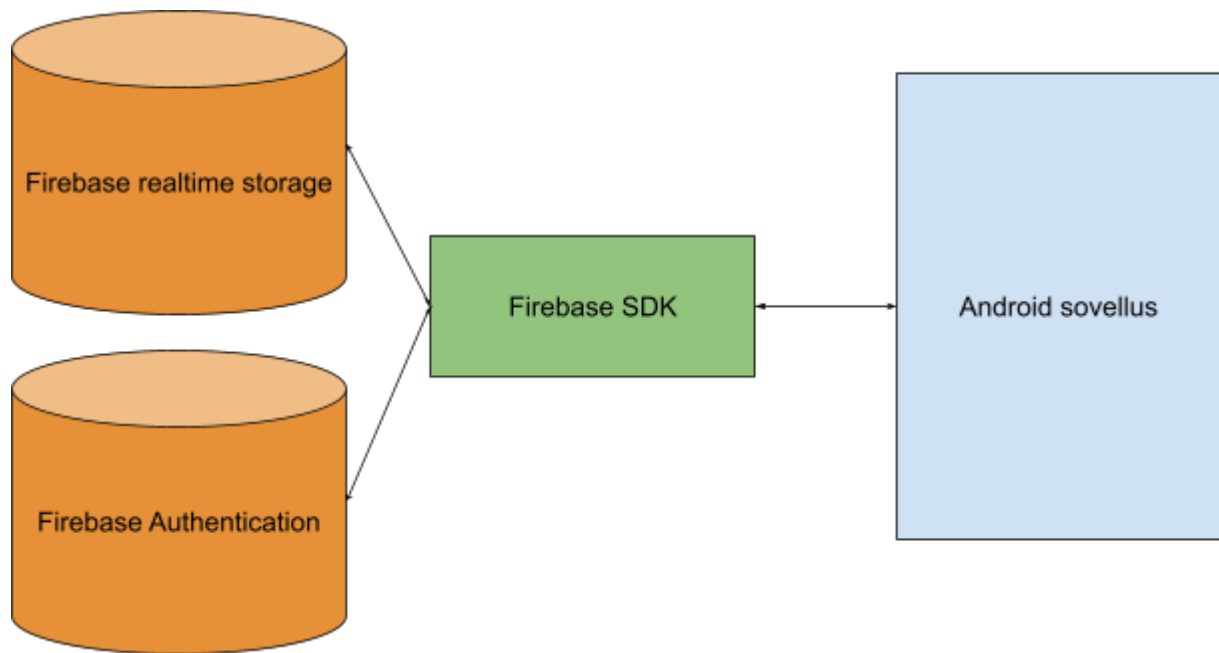 Firebase realtime storage
Firebase SDK
Android sovellus
Firebase Authentication